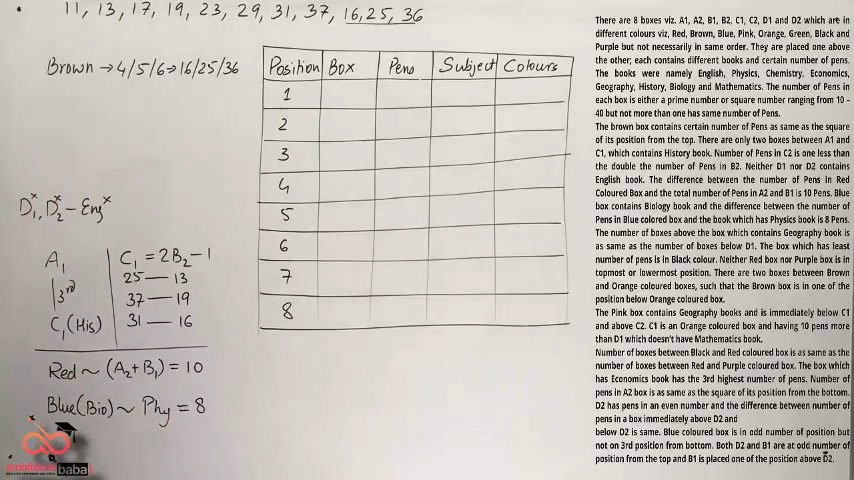 11, 13, 17, 19, 23, 29, 31, 37, 16,25, 36
Brown → 4/5/6 ⇒ 16/25/36
Position Box Pens Subject Colours
1
2
3
4
5
6
7
8
D1ˣ, D2ˣ - Engˣ
A1
3rd
C1 (His)
C1 = 2B2 - 1
25 — 13
37 — 19
31 — 16
Red ~ (A2+B1) = 10
Blue(Bio) ~ Phy = 8
ambitious baba
There are 8 boxes viz. A1, A2, B1, B2, C1, C2, D1 and D2 which are in
different colours viz, Red, Brown, Blue, Pink, Orange, Green, Black and
Purple but not necessarily in same order. They are placed one above
the other; each contains different books and certain number of pens.
The books were namely English, Physics, Chemistry, Economics,
Geography, History, Biology and Mathematics. The number of Pens in
each box is either a prime number or square number ranging from 10 –
40 but not more than one has same number of Pens.
The brown box contains certain number of Pens as same as the square
of its position from the top. There are only two boxes between A1 and
C1, which contains History book. Number of Pens in C2 is one less than
the double the number of Pens in B2. Neither D1 nor D2 contains
English book. The difference between the number of Pens in Red
Coloured Box and the total number of Pens in A2 and B1 is 10 Pens. Blue
box contains Biology book and the difference between the number of
Pens in Blue colored box and the book which has Physics book is 8 Pens.
The number of boxes above the box which contains Geography book is
as same as the number of boxes below D1. The box which has least
number of pens is in Black colour. Neither Red box nor Purple box is in
topmost or lowermost position. There are two boxes between Brown
and Orange coloured boxes, such that the Brown box is in one of the
position below Orange coloured box.
The Pink box contains Geography books and is immediately below C1
and above C2. C1 is an Orange coloured box and having 10 pens more
than D1 which doesn't have Mathematics book.
Number of boxes between Black and Red coloured box is as same as the
number of boxes between Red and Purple coloured box. The box which
has Economics book has the 3rd highest number of pens. Number of
pens in A2 box is as same as the square of its position from the bottom.
D2 has pens in an even number and the difference between number of
pens in a box immediately above D2 and
below D2 is same. Blue coloured box is in odd number of position but
not on 3rd position from bottom. Both D2 and B1 are at odd number of
position from the top and B1 is placed one of the position above D2.